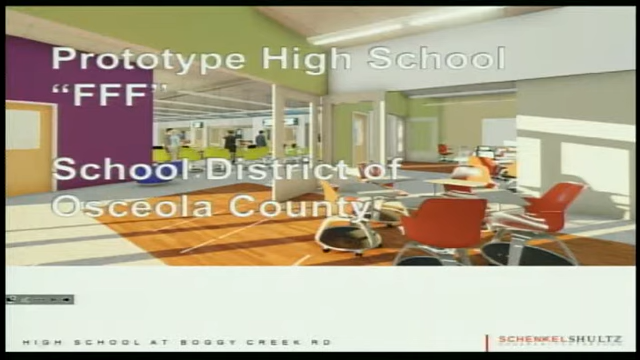 Prototype High School
“FFF”
School District of
Osceola County
HIGH SCHOOL AT BOGGY CREEK RD
SCHENKELSHULTZ